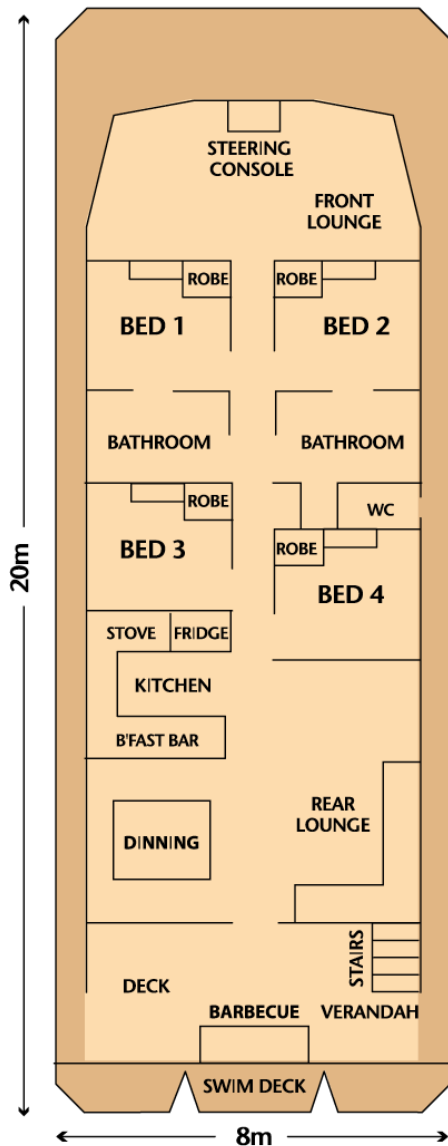 STEERING
CONSOLE
FRONT
LOUNGE
ROBE
ROBE
BED 1
BED 2
BATHROOM
BATHROOM
ROBE
WC
BED 3
ROBE
BED 4
20m
STOVE
FRIDGE
KITCHEN
B'FAST BAR
REAR
LOUNGE
DINNING
STAIRS
DECK
BARBECUE
VERANDAH
SWIM DECK
8m